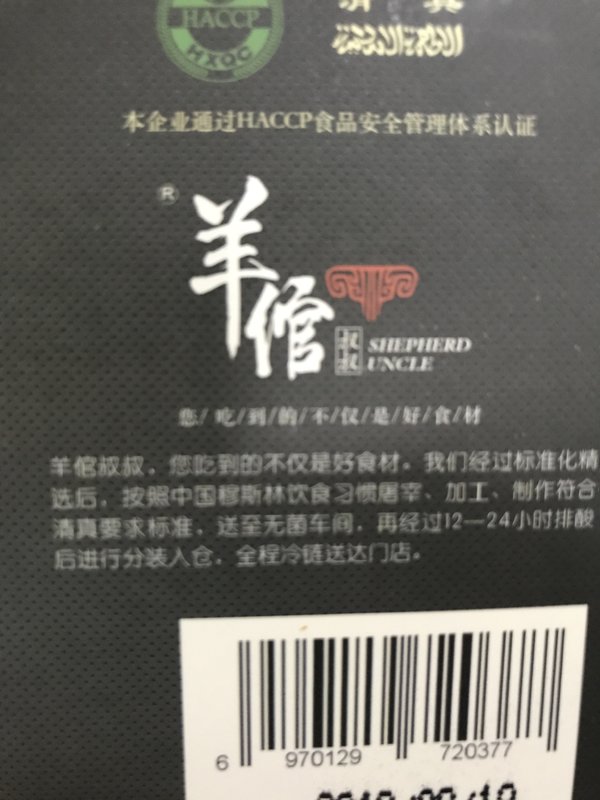 HACCP
HXQC
清真
本企业通过HACCP食品安全管理体系认证
®
羊倌
叔叔
SHEPHERD
UNCLE
您/吃/到/的/不/仅/是/好/食/材
羊倌叔叔，您吃到的不仅是好食材。我们经过标准化精
选后，按照中国穆斯林饮食习惯屠宰、加工、制作符合
清真要求标准，送至无菌车间，再经过12—24小时排酸
后进行分装入仓，全程冷链送达门店。
6 970129 720377